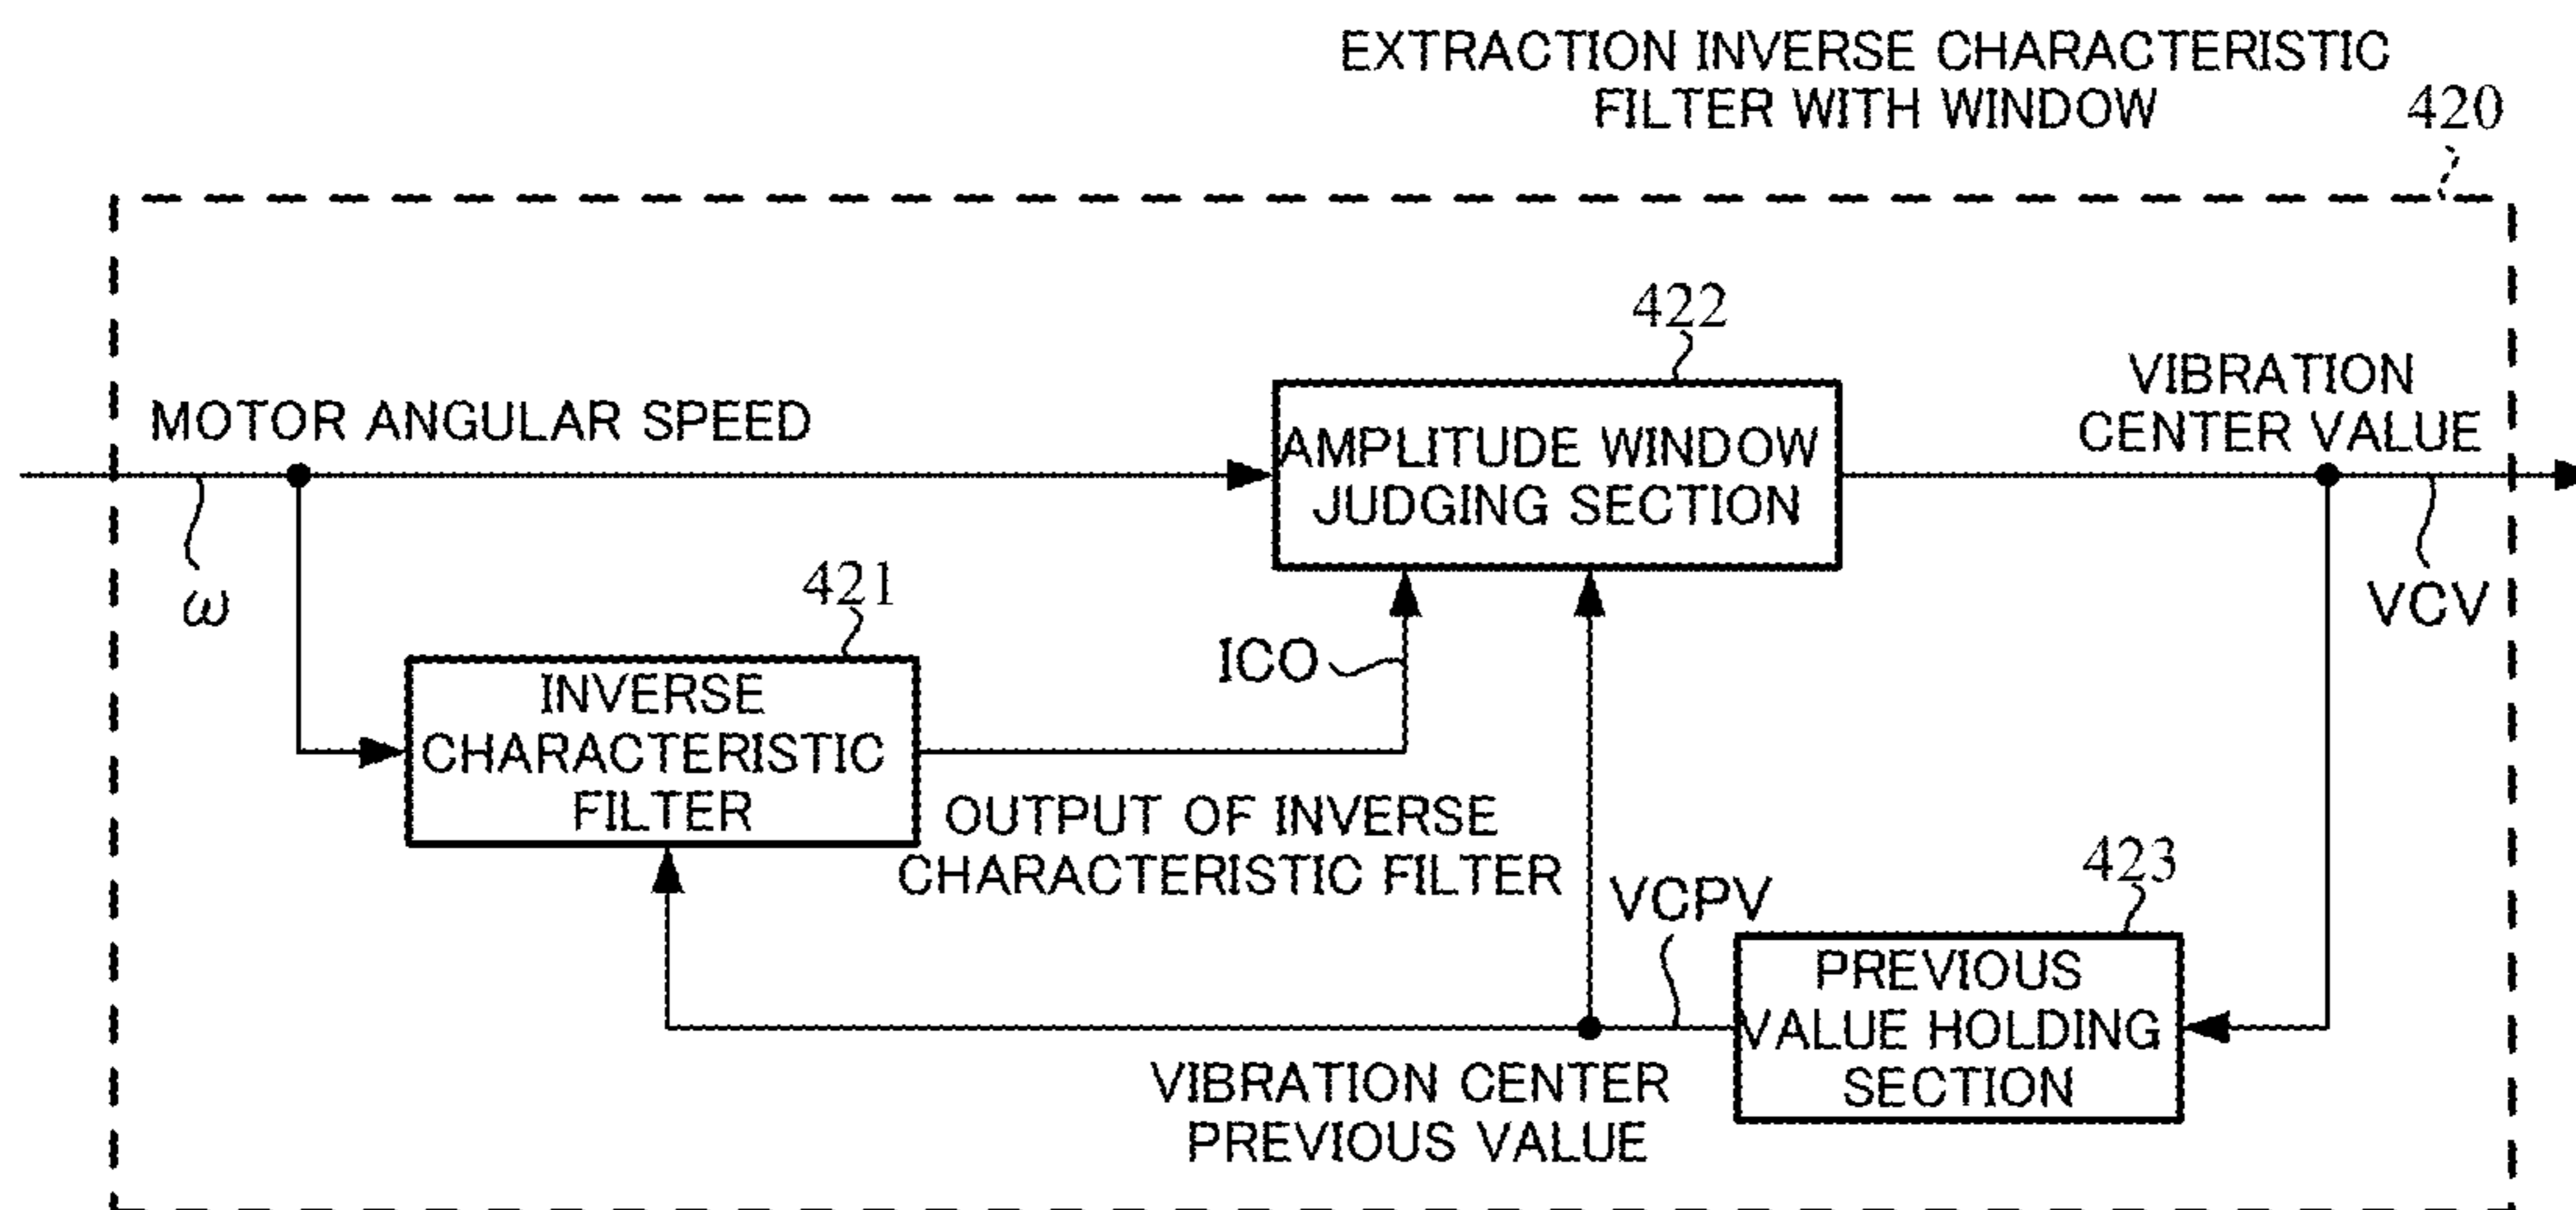 EXTRACTION INVERSE CHARACTERISTIC
FILTER WITH WINDOW
420
422
MOTOR ANGULAR SPEED
AMPLITUDE WINDOW
JUDGING SECTION
VIBRATION
CENTER VALUE
ω
421
ICO
VCV
INVERSE
CHARACTERISTIC
FILTER
OUTPUT OF INVERSE
CHARACTERISTIC FILTER
VCPV
423
PREVIOUS
VALUE HOLDING
SECTION
VIBRATION CENTER
PREVIOUS VALUE